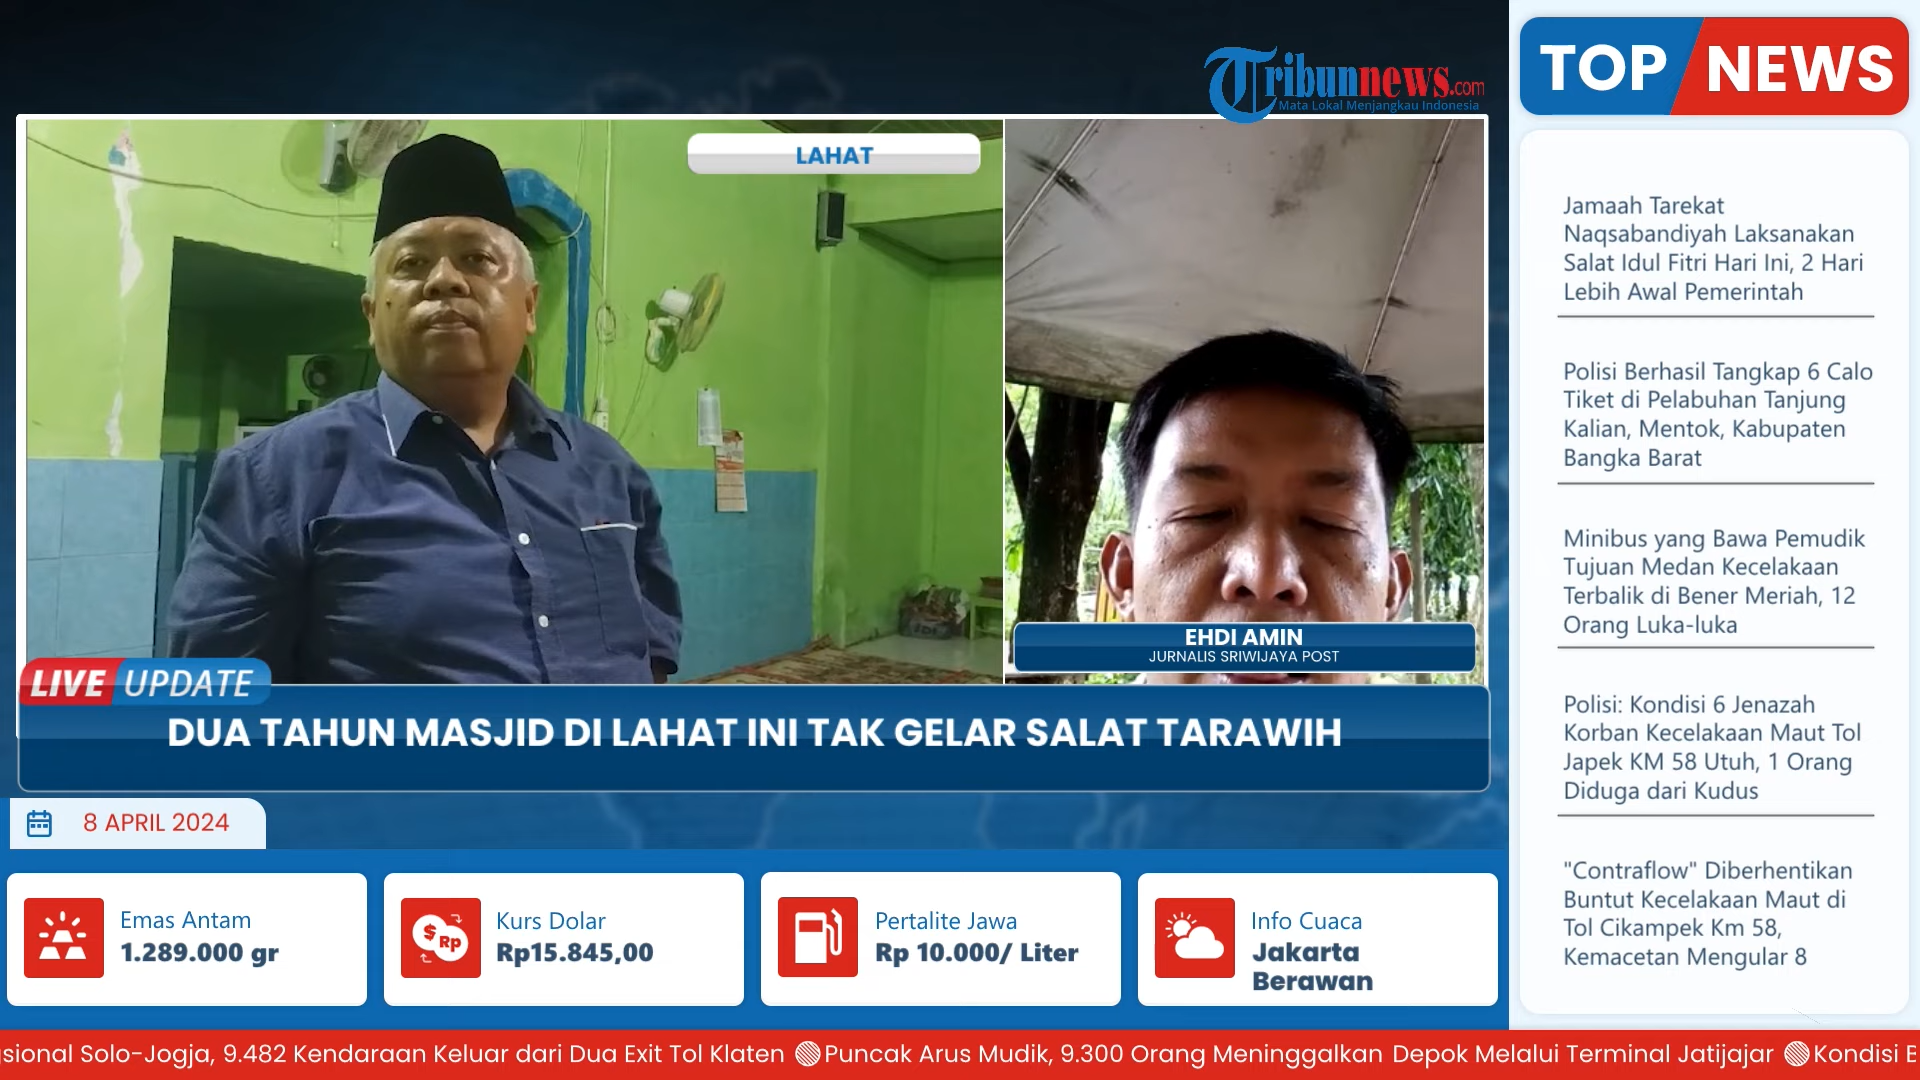 Tribunnews.com
Mata Lokal Menjangkau Indonesia
TOP NEWS
LAHAT
EHDI AMIN
JURNALIS SRIWIJAYA POST
LIVE UPDATE
DUA TAHUN MASJID DI LAHAT INI TAK GELAR SALAT TARAWIH
8 APRIL 2024
Emas Antam
1.289.000 gr
Kurs Dolar
Rp15.845,00
Pertalite Jawa
Rp 10.000/ Liter
Info Cuaca
Jakarta
Berawan
Jamaah Tarekat
Naqsabandiyah Laksanakan
Salat Idul Fitri Hari Ini, 2 Hari
Lebih Awal Pemerintah
Polisi Berhasil Tangkap 6 Calo
Tiket di Pelabuhan Tanjung
Kalian, Mentok, Kabupaten
Bangka Barat
Minibus yang Bawa Pemudik
Tujuan Medan Kecelakaan
Terbalik di Bener Meriah, 12
Orang Luka-luka
Polisi: Kondisi 6 Jenazah
Korban Kecelakaan Maut Tol
Japek KM 58 Utuh, 1 Orang
Diduga dari Kudus
"Contraflow" Diberhentikan
Buntut Kecelakaan Maut di
Tol Cikampek Km 58,
Kemacetan Mengular 8
gsional Solo-Jogja, 9.482 Kendaraan Keluar dari Dua Exit Tol Klaten Puncak Arus Mudik, 9.300 Orang Meninggalkan Depok Melalui Terminal Jatijajar Kondisi